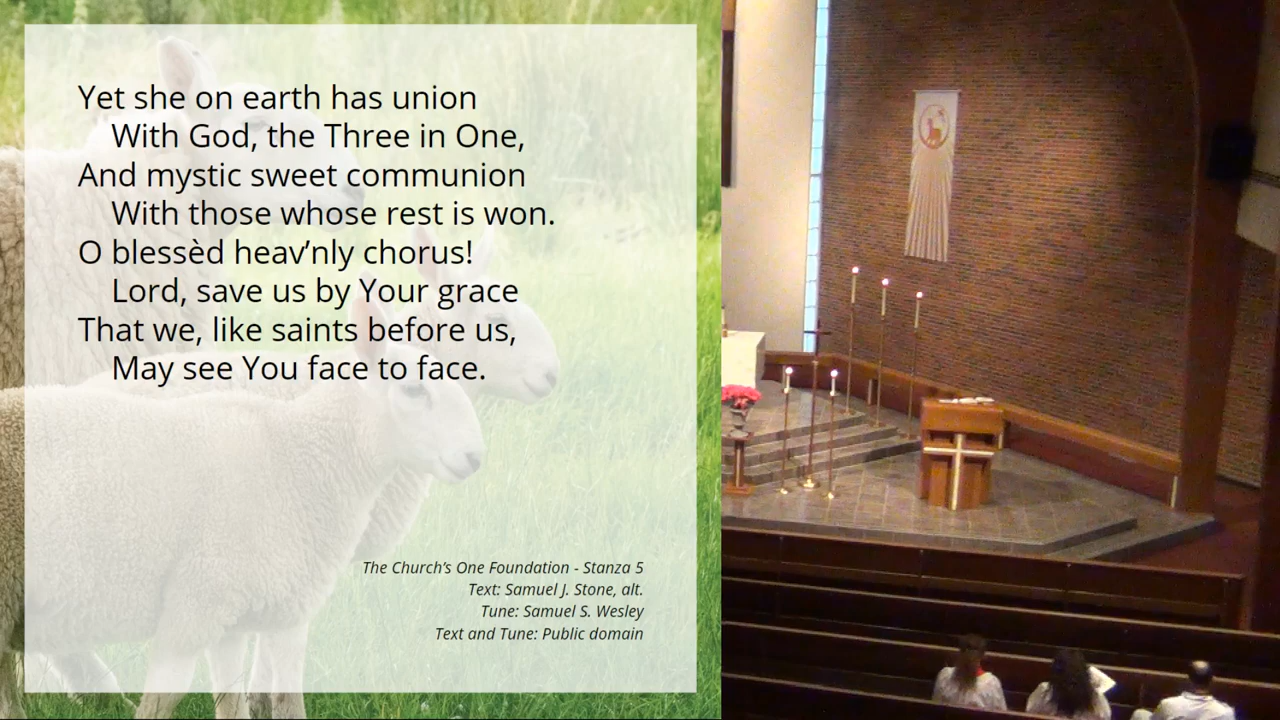 Yet she on earth has union
With God, the Three in One,
And mystic sweet communion
With those whose rest is won.
O blessèd heav’nly chorus!
Lord, save us by Your grace
That we, like saints before us,
May see You face to face.
The Church’s One Foundation - Stanza 5
Text: Samuel J. Stone, alt.
Tune: Samuel S. Wesley
Text and Tune: Public domain